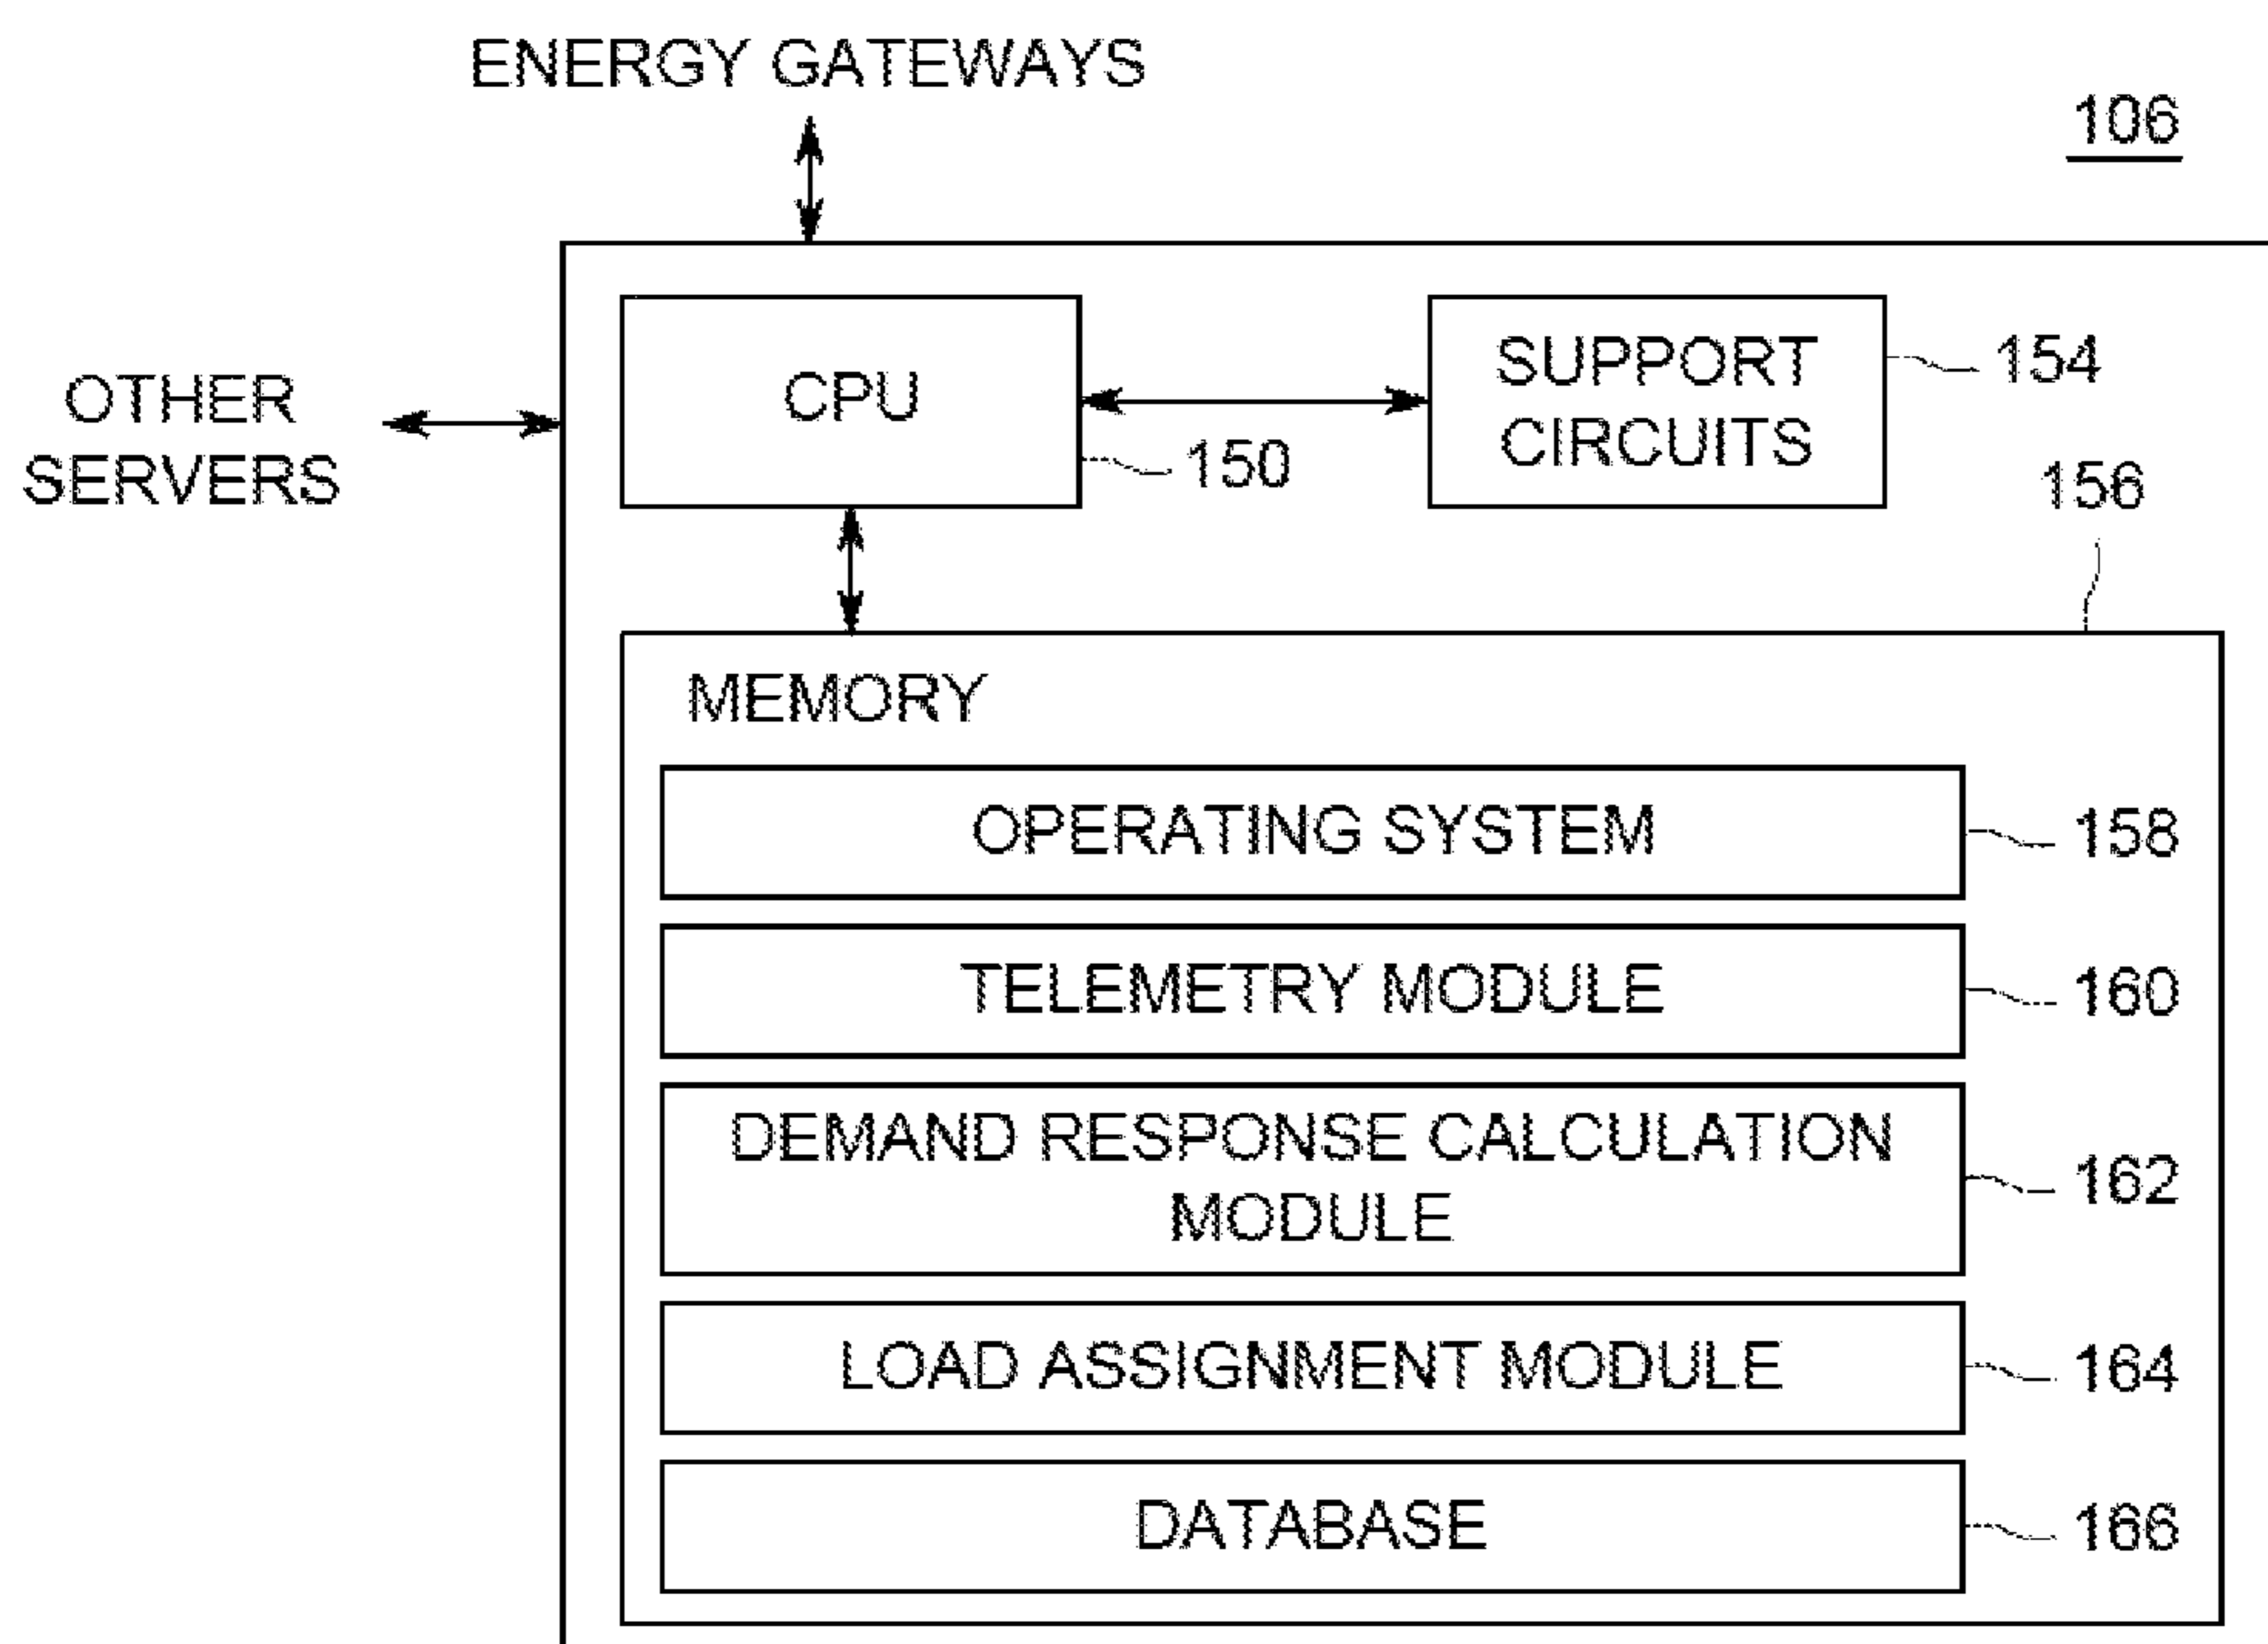 ENERGY GATEWAYS
106
CPU
SUPPORT
CIRCUITS
154
OTHER
SERVERS
150
156
MEMORY
OPERATING SYSTEM
158
TELEMETRY MODULE
160
DEMAND RESPONSE CALCULATION
MODULE
162
LOAD ASSIGNMENT MODULE
164
DATABASE
166